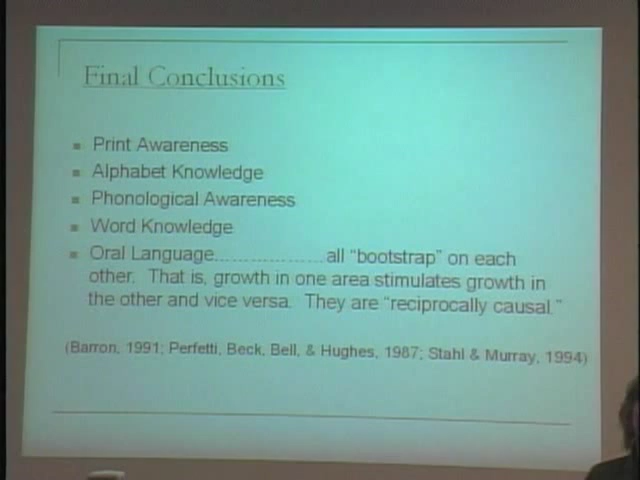 Final Conclusions
Print Awareness
Alphabet Knowledge
Phonological Awareness
Word Knowledge
Oral Language..................all "bootstrap" on each
other. That is, growth in one area stimulates growth in
the other and vice versa. They are "reciprocally causal."
(Barron, 1991; Perfetti, Beck, Bell, & Hughes, 1987; Stahl & Murray, 1994)